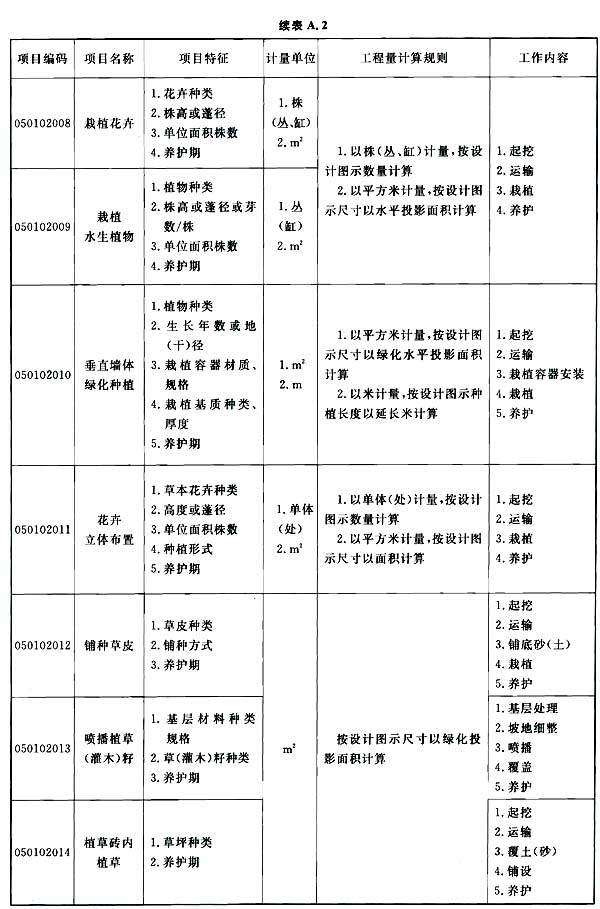 续表 A.2
项目编码 项目名称 项目特征 计量单位 工程量计算规则 工作内容
050102008
栽植花卉
1.花卉种类
2.株高或蓬径
3.单位面积株数
4.养护期
1.株
(丛、缸)
2.m²
1.以株(丛、缸)计量,按设
计图示数量计算
2.以平方米计量,按设计图
示尺寸以水平投影面积计算
1.起挖
2.运输
3.栽植
4.养护
050102009
栽植
水生植物
1.植物种类
2.株高或蓬径或芽
数/株
3.单位面积株数
4.养护期
1.丛
(缸)
2.m²
050102010
垂直墙体
绿化种植
1.植物种类
2.生长年数或地
(干)径
3.栽植容器材质、
规格
4.栽植基质种类、
厚度
5.养护期
1.m²
2.m
1.以平方米计量,按设计图
示尺寸以绿化水平投影面积
计算
2.以米计量,按设计图示种
植长度以延长米计算
1.起挖
2.运输
3.栽植容器安装
4.栽植
5.养护
050102011
花卉
立体布置
1.草本花卉种类
2.高度或蓬径
3.单位面积株数
4.种植形式
5.养护期
1.单体
(处)
2.m²
1.以单体(处)计量,按设计
图示数量计算
2.以平方米计量,按设计图
示尺寸以面积计算
1.起挖
2.运输
3.栽植
4.养护
050102012
铺种草皮
1.草皮种类
2.铺种方式
3.养护期
m²
按设计图示尺寸以绿化投
影面积计算
1.起挖
2.运输
3.铺底砂(土)
4.栽植
5.养护
050102013
喷播植草
(灌木)籽
1.基层材料种类
规格
2.草(灌木)籽种类
3.养护期
1.基层处理
2.坡地细整
3.喷播
4.覆盖
5.养护
050102014
植草砖内
植草
1.草坪种类
2.养护期
1.起挖
2.运输
3.覆土(砂)
4.铺设
5.养护